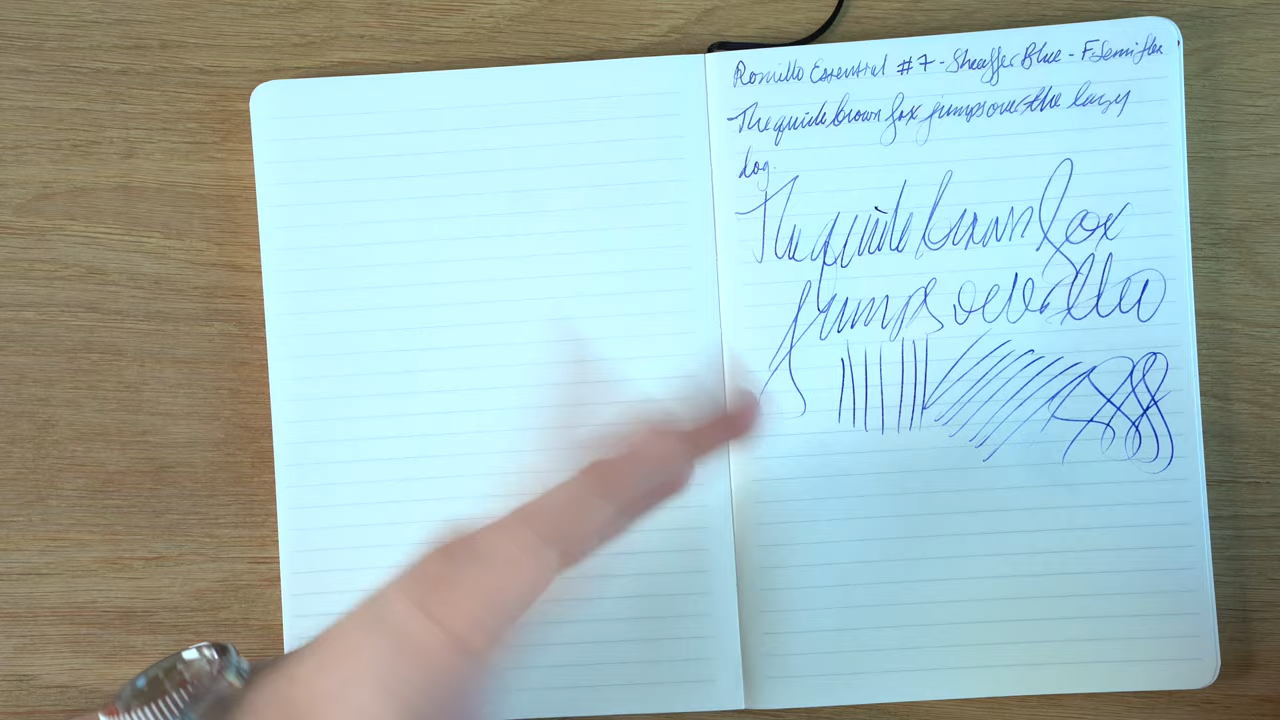 Romillo Essential #7 - Sheaffer Blue - F Semiflex
The quick brown fox jumps over the lazy
dog.
The quick brown fox
jumps over the